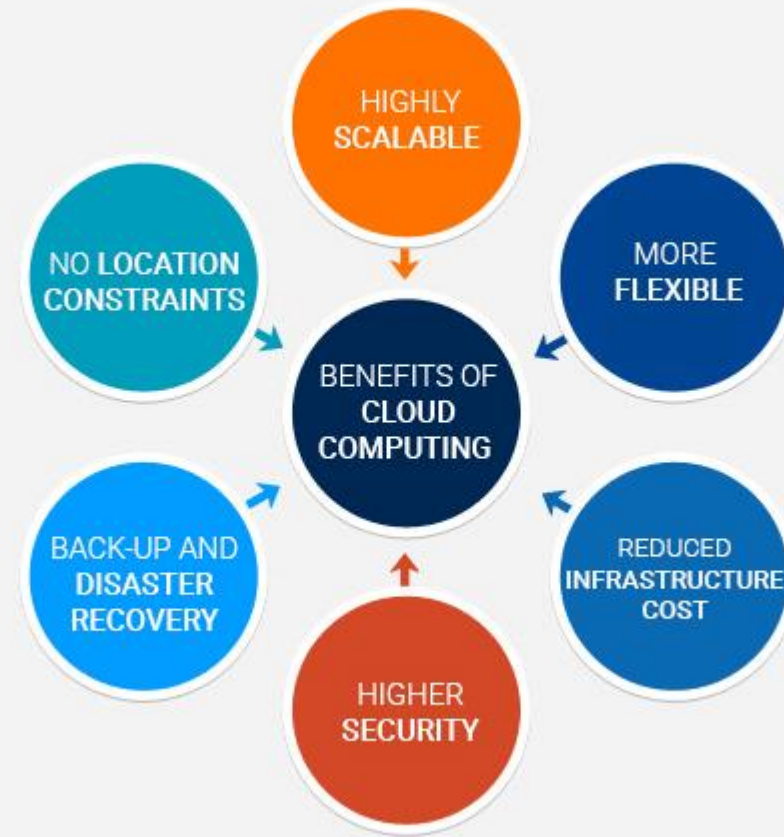 HIGHLY
SCALABLE
NO LOCATION
CONSTRAINTS
MORE
FLEXIBLE
BENEFITS OF
CLOUD
COMPUTING
BACK-UP AND
DISASTER
RECOVERY
REDUCED
INFRASTRUCTURE
COST
HIGHER
SECURITY